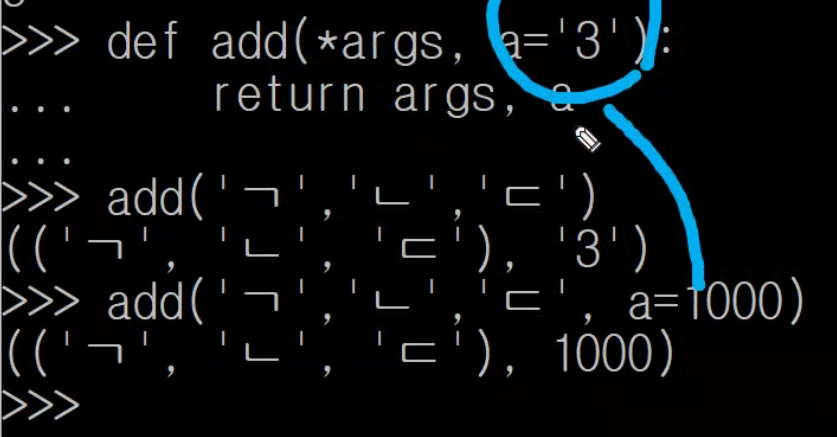 >>> def add(*args, a='3'):
...     return args, a
...
>>> add('ㄱ','ㄴ','ㄷ')
(('ㄱ', 'ㄴ', 'ㄷ'), '3')
>>> add('ㄱ','ㄴ','ㄷ', a=1000)
(('ㄱ', 'ㄴ', 'ㄷ'), 1000)
>>>